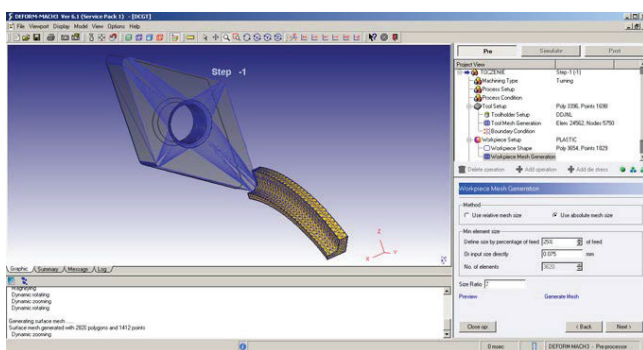 DEFORM-MACH3 Ver 6.1 (Service Pack 1) - [DCGT]
File Viewport Display Model View Options Help
Step -1
Z
X
Y
Graphic Summary Message Log
Magnifying
Dynamic rotating
Dynamic zooming
Dynamic rotating
Generating surface mesh .....
Surface mesh generated with 2820 polygons and 1412 points
Dynamic zooming
Pre Simulate Post
Project View
TOCZENIE Step -1 (1)
Machining Type Turning
Process Setup
Process Condition
Tool Setup Poly 3396, Points 1698
Toolholder Setup DDJNL
Tool Mesh Generation Elem 24562, Nodes 5750
Boundary Condition
Workpiece Setup PLASTIC
Workpiece Shape Poly 3654, Points 1829
Workpiece Mesh Generation
Delete operation Add operation Add die stress
Workpiece Mesh Generation
Method
Use relative mesh size Use absolute mesh size
Min element size
Define size by percentage of feed 25% of feed
Or input size directly 0.075 mm
No. of elements
Size Ratio
Preview Generate Mesh
Close opr < Back Next >
0 msec DEFORM-MACH3 - Pre-processor